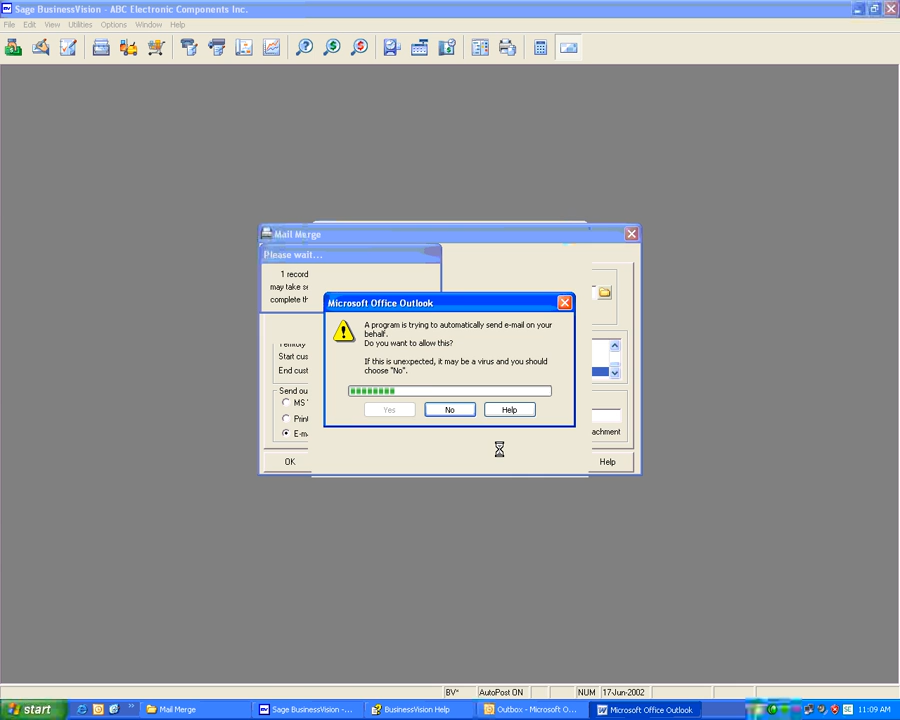 Sage BusinessVision - ABC Electronic Components Inc.
File Edit View Utilities Options Window Help
Mail Merge
Please wait...
1 record
may take se
complete th
Microsoft Office Outlook
A program is trying to automatically send e-mail on your
behalf.
Do you want to allow this?
If this is unexpected, it may be a virus and you should
choose "No".
Yes No Help
Territory
Start cus
End cust
Send ou
MS
Print
E-m
achment
OK
Help
BV* AutoPost ON NUM 17-Jun-2002
start Mail Merge Sage BusinessVision -... BusinessVision Help Outbox - Microsoft O... Microsoft Office Outlook SE 11:09 AM